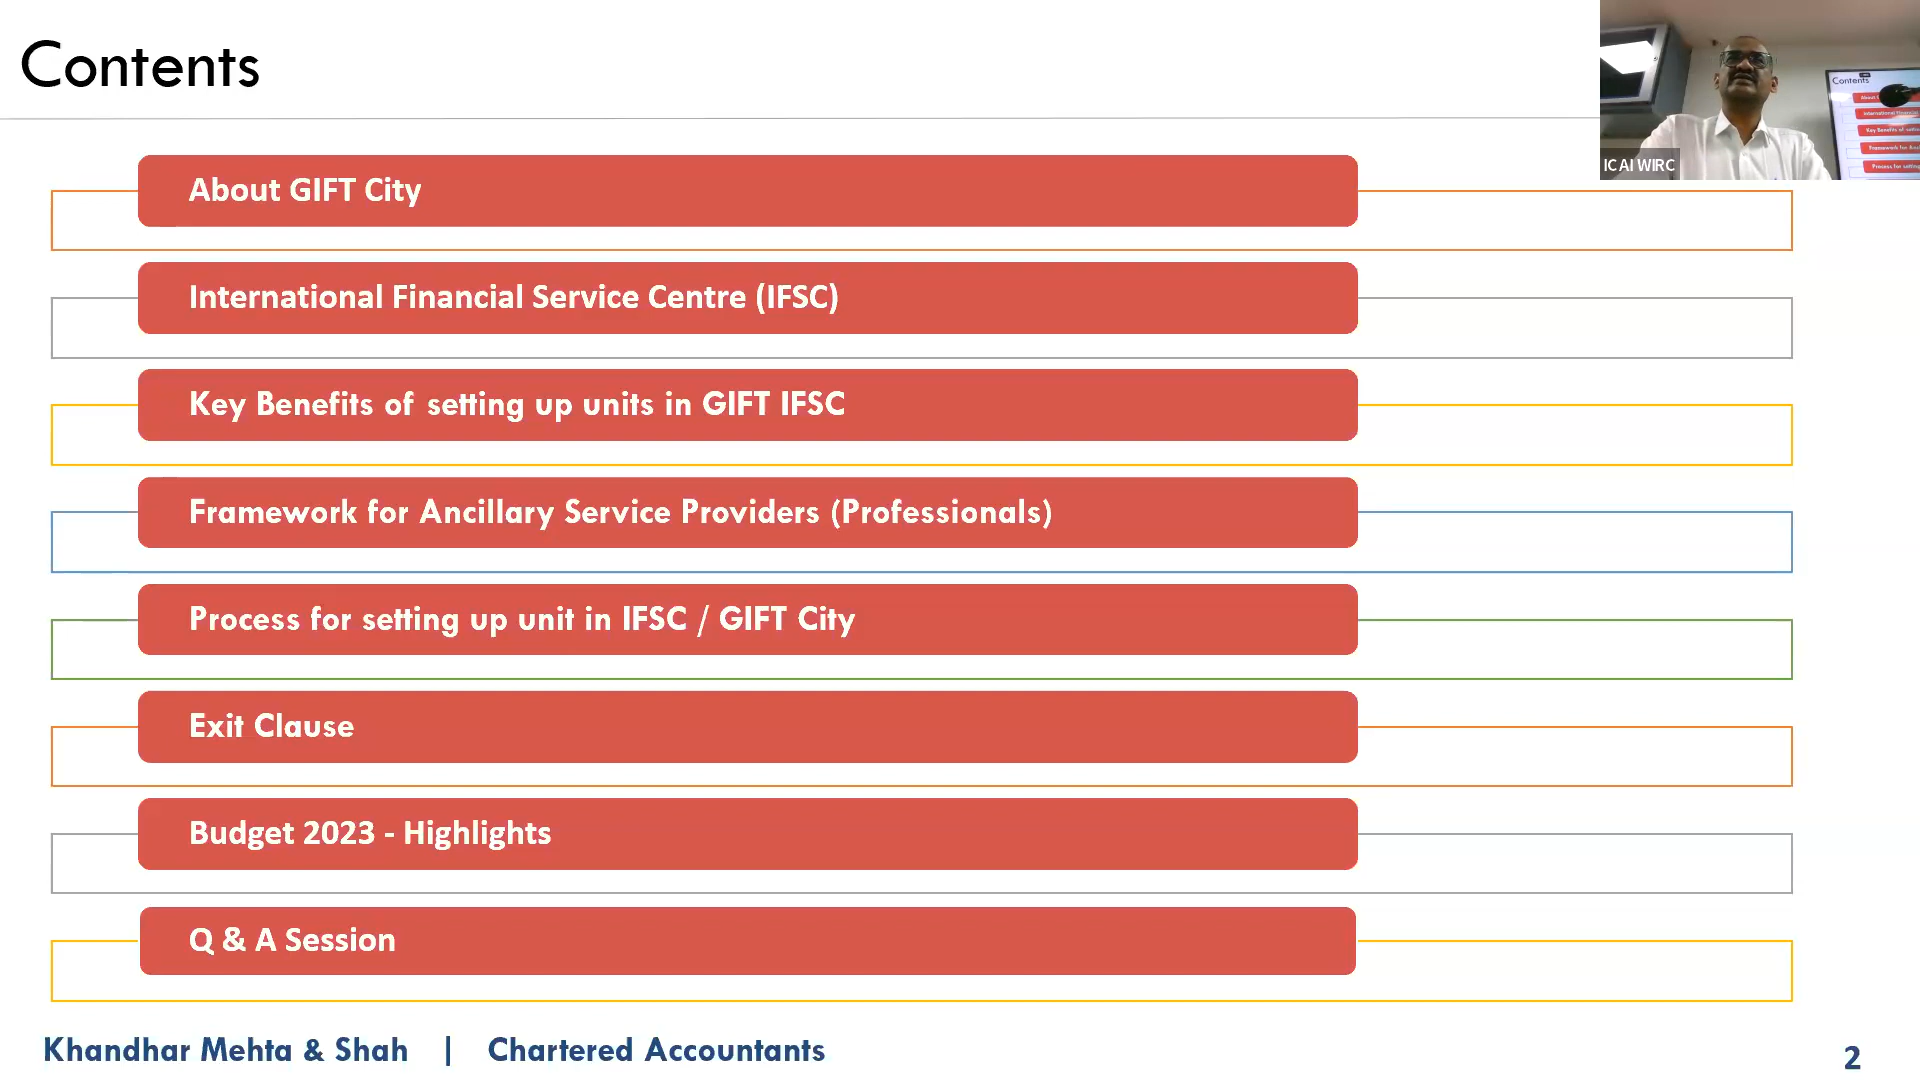 Contents
About GIFT City
International Financial Service Centre (IFSC)
Key Benefits of setting up units in GIFT IFSC
Framework for Ancillary Service Providers (Professionals)
Process for setting up unit in IFSC / GIFT City
Exit Clause
Budget 2023 - Highlights
Q & A Session
Khandhar Mehta & Shah | Chartered Accountants
2
ICAI WIRC
Contents